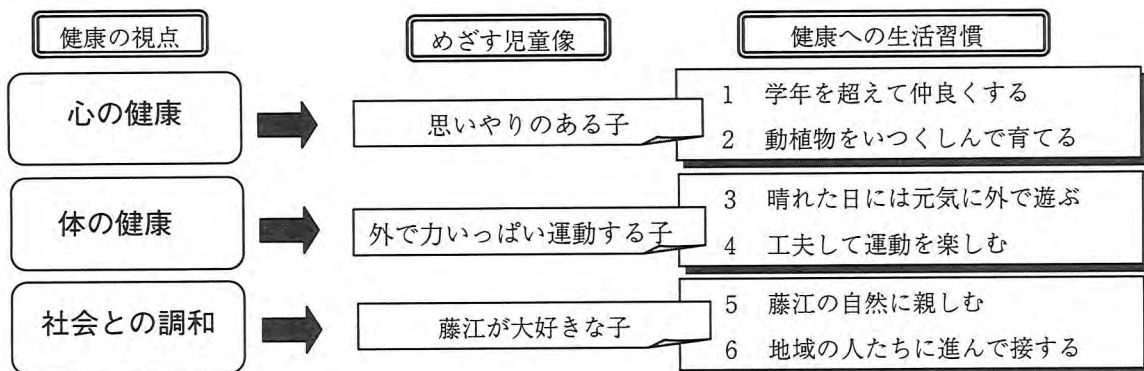 健康の視点
めざす児童像
健康への生活習慣
心の健康
思いやりのある子
1 学年を超えて仲良くする
2 動植物をいつくしんで育てる
体の健康
外で力いっぱい運動する子
3 晴れた日には元気に外で遊ぶ
4 工夫して運動を楽しむ
社会との調和
藤江が大好きな子
5 藤江の自然に親しむ
6 地域の人たちに進んで接する